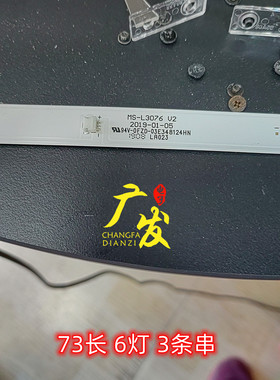 MS-L3076 V2
2019-01-05
94V-0FZ0-03E348124HN
1908 LR023
广发
CHANGFA
DIANZI
73长 6灯 3条串